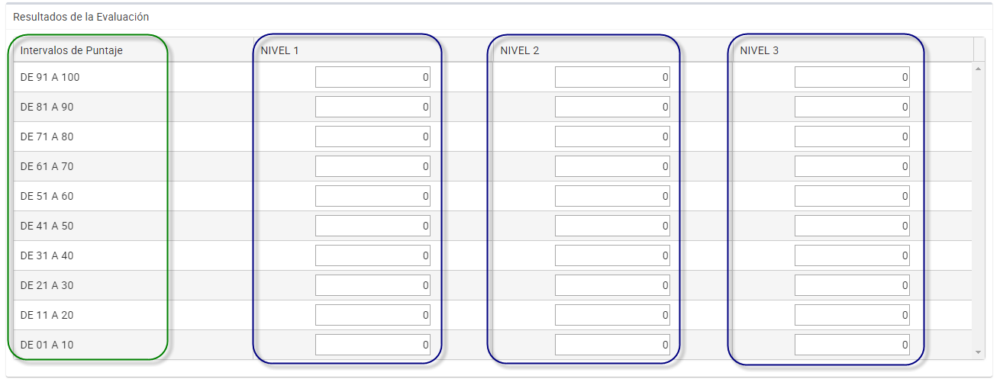 Resultados de la Evaluación
Intervalos de Puntaje NIVEL 1 NIVEL 2 NIVEL 3
DE 91 A 100 0 0 0
DE 81 A 90 0 0 0
DE 71 A 80 0 0 0
DE 61 A 70 0 0 0
DE 51 A 60 0 0 0
DE 41 A 50 0 0 0
DE 31 A 40 0 0 0
DE 21 A 30 0 0 0
DE 11 A 20 0 0 0
DE 01 A 10 0 0 0